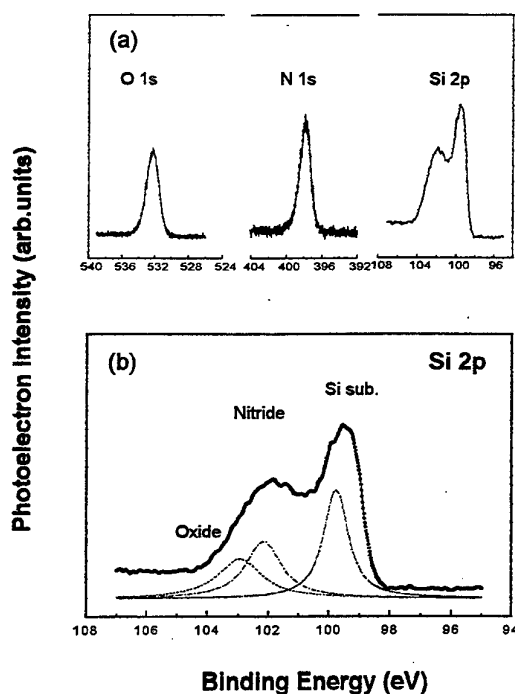 (a)
O 1s N 1s Si 2p
540 536 532 528 524 404 400 396 392 108 104 100 96
Photoelectron Intensity (arb.units)
(b) Si 2p
Si sub.
Nitride
Oxide
108 106 104 102 100 98 96 94
Binding Energy (eV)